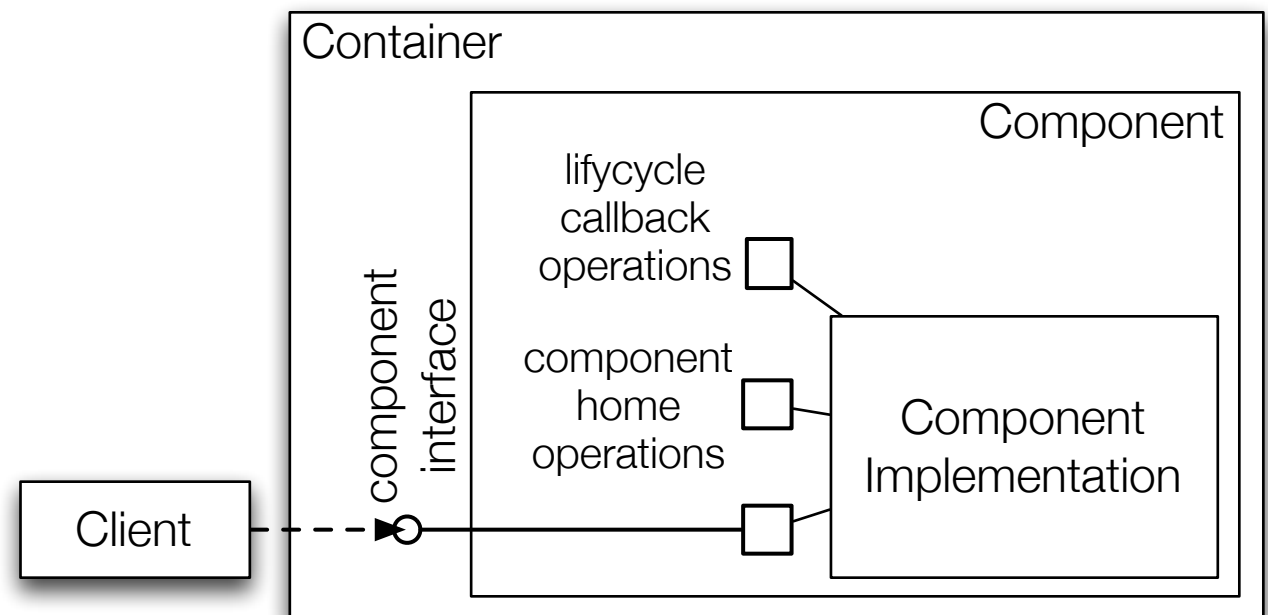 Container
Component
lifycycle
callback
operations
component
interface
component
home
operations
Component
Implementation
Client